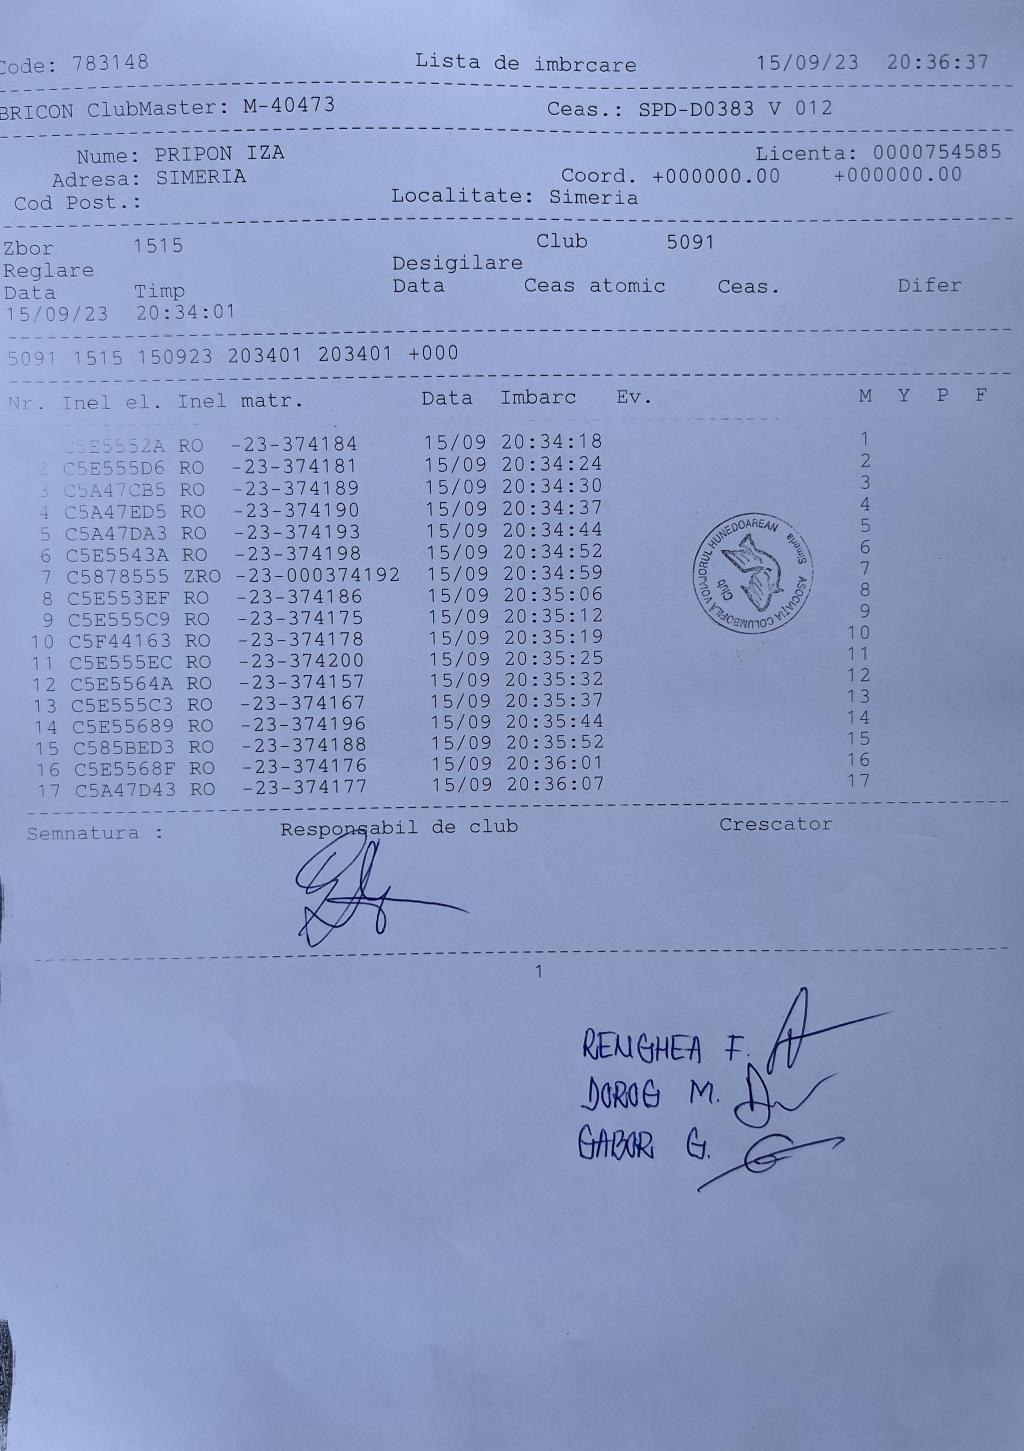 Code: 783148 Lista de imbrcare 15/09/23 20:36:37
BRICON ClubMaster: M-40473 Ceas.: SPD-D0383 V 012
Nume: PRIPON IZA Licenta: 0000754585
Adresa: SIMERIA Coord. +000000.00 +000000.00
Cod Post.: Localitate: Simeria
Zbor 1515 Club 5091
Reglare Desigilare
Data Timp Data Ceas atomic Ceas. Difer
15/09/23 20:34:01
5091 1515 150923 203401 203401 +000
Nr. Inel el. Inel matr. Data Imbarc Ev. M Y P F
C5E5552A RO -23-374184 15/09 20:34:18 1
2 C5E555D6 RO -23-374181 15/09 20:34:24 2
3 C5A47CB5 RO -23-374189 15/09 20:34:30 3
4 C5A47ED5 RO -23-374190 15/09 20:34:37 4
5 C5A47DA3 RO -23-374193 15/09 20:34:44 5
6 C5E5543A RO -23-374198 15/09 20:34:52 6
7 C5878555 ZRO -23-000374192 15/09 20:34:59 7
8 C5E553EF RO -23-374186 15/09 20:35:06 8
9 C5E555C9 RO -23-374175 15/09 20:35:12 9
10 C5F44163 RO -23-374178 15/09 20:35:19 10
11 C5E555EC RO -23-374200 15/09 20:35:25 11
12 C5E5564A RO -23-374157 15/09 20:35:32 12
13 C5E555C3 RO -23-374167 15/09 20:35:37 13
14 C5E55689 RO -23-374196 15/09 20:35:44 14
15 C585BED3 RO -23-374188 15/09 20:35:52 15
16 C5E5568F RO -23-374176 15/09 20:36:01 16
17 C5A47D43 RO -23-374177 15/09 20:36:07 17
ASOCIATIA COLUMBOFILA VOIAJORUL HUNEDOAREAN
Simeria
Club
Semnatura : Responsabil de club Crescator
1
RENGHEA F.
DOROG M.
GABOR G.